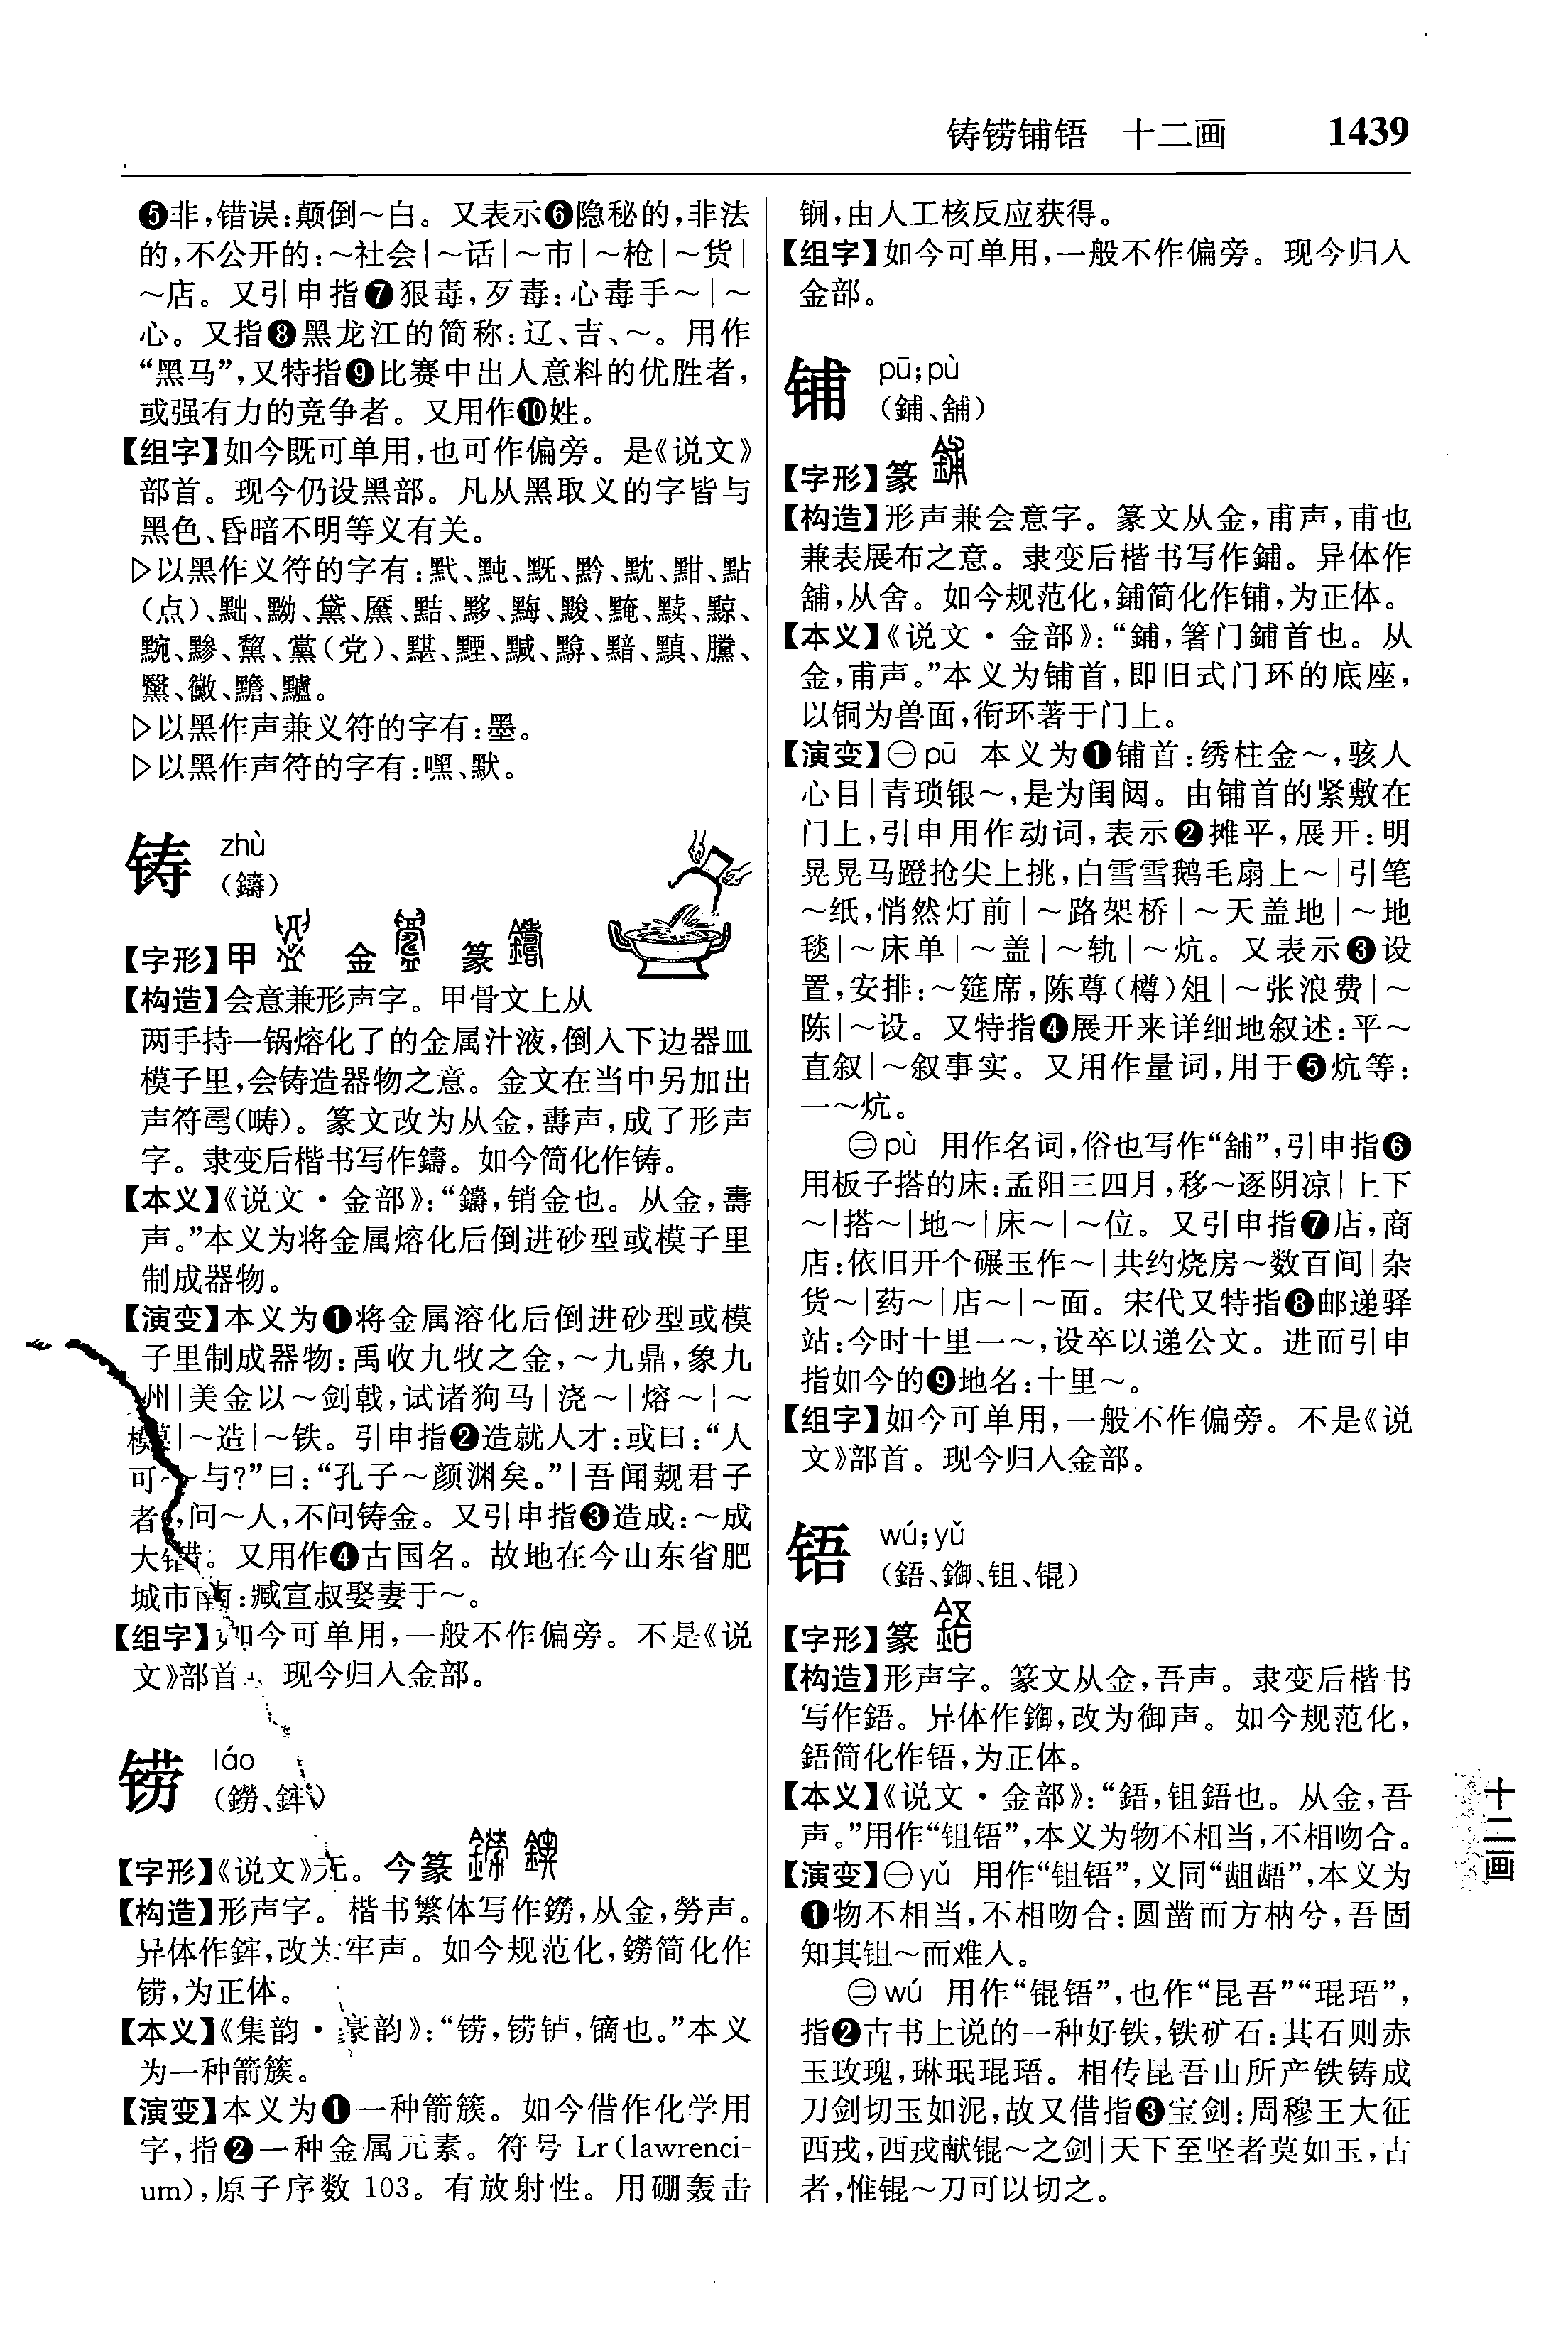 铸铹铺铻　十二画　1439
❺非,错误:颠倒～白。又表示❻隐秘的,非法
的,不公开的:～社会|～话|～市|～枪|～货|
～店。又引申指❼狠毒,歹毒:心毒手～|～
心。又指❽黑龙江的简称:辽、吉、～。用作
“黑马”,又特指❾比赛中出人意料的优胜者,
或强有力的竞争者。又用作❿姓。
【组字】如今既可单用,也可作偏旁。是《说文》
部首。现今仍设黑部。凡从黑取义的字皆与
黑色、昏暗不明等义有关。
▷以黑作义符的字有:黓、黗、黖、黔、黕、黚、點
(点)、黜、黝、黛、黡、黠、黟、䵟、黢、黤、黩、黥、
黦、黪、黧、黨(党)、黮、黫、黬、黭、黯、黰、黱、
黳、黴、黵、黸。
▷以黑作声兼义符的字有:墨。
▷以黑作声符的字有:嘿、默。
铸 zhù
(鑄)
【字形】甲 金 篆
【构造】会意兼形声字。甲骨文上从
两手持一锅熔化了的金属汁液,倒入下边器皿
模子里,会铸造器物之意。金文在当中另加出
声符(畴)。篆文改为从金,壽声,成了形声
字。隶变后楷书写作鑄。如今简化作铸。
【本义】《说文·金部》:“鑄,销金也。从金,壽
声。”本义为将金属熔化后倒进砂型或模子里
制成器物。
【演变】本义为❶将金属溶化后倒进砂型或模
子里制成器物:禹收九牧之金,～九鼎,象九
州|美金以～剑戟,试诸狗马|浇～|熔～|～
模|～造|～铁。引申指❷造就人才:或曰:“人
可～与?”曰:“孔子～颜渊矣。”|吾闻觌君子
者,问～人,不问铸金。又引申指❸造成:～成
大错。又用作❹古国名。故地在今山东省肥
城市南:臧宣叔娶妻于～。
【组字】如今可单用,一般不作偏旁。不是《说
文》部首。现今归入金部。
铹 láo
(鐒、鉾)
【字形】《说文》无。今篆
【构造】形声字。楷书繁体写作鐒,从金,勞声。
异体作鉾,改为牢声。如今规范化,鐒简化作
铹,为正体。
【本义】《集韵·豪韵》:“铹,铹铲,镝也。”本义
为一种箭簇。
【演变】本义为❶一种箭簇。如今借作化学用
字,指❷一种金属元素。符号 Lr(lawrenci-
um),原子序数 103。有放射性。用硼轰击
锎,由人工核反应获得。
【组字】如今可单用,一般不作偏旁。现今归入
金部。
铺 pū;pù
(鋪、舖)
【字形】篆
【构造】形声兼会意字。篆文从金,甫声,甫也
兼表展布之意。隶变后楷书写作鋪。异体作
舖,从舍。如今规范化,鋪简化作铺,为正体。
【本义】《说文·金部》:“鋪,箸门鋪首也。从
金,甫声。”本义为铺首,即旧式门环的底座,
以铜为兽面,衔环著于门上。
【演变】㊀pū 本义为❶铺首:绣柱金～,骇人
心目|青琐银～,是为闺闼。由铺首的紧敷在
门上,引申用作动词,表示❷摊平,展开:明
晃晃马蹬抢尖上挑,白雪雪鹅毛扇上～|引笔
～纸,悄然灯前|～路架桥|～天盖地|～地
毯|～床单|～盖|～轨|～炕。又表示❸设
置,安排:～筵席,陈尊(樽)俎|～张浪费|～
陈|～设。又特指❹展开来详细地叙述:平～
直叙|～叙事实。又用作量词,用于❺炕等:
一～炕。
㊁pù 用作名词,俗也写作“舖”,引申指❻
用板子搭的床:孟阳三四月,移～逐阴凉|上下
～|搭～|地～|床～|～位。又引申指❼店,商
店:依旧开个碾玉作～|共约烧房～数百间|杂
货～|药～|店～|～面。宋代又特指❽邮递驿
站:今时十里一～,设卒以递公文。进而引申
指如今的❾地名:十里～。
【组字】如今可单用,一般不作偏旁。不是《说
文》部首。现今归入金部。
铻 wú;yǔ
(鋙、鋤、钼、锟)
【字形】篆
【构造】形声字。篆文从金,吾声。隶变后楷书
写作鋙。异体作,改为御声。如今规范化,
鋙简化作铻,为正体。
【本义】《说文·金部》:“鋙,钼鋙也。从金,吾
声。”用作“钼铻”,本义为物不相当,不相吻合。
【演变】㊀yǔ 用作“钼铻”,义同“龃龉”,本义为
❶物不相当,不相吻合:圆凿而方枘兮,吾固
知其钼～而难入。
㊁wú 用作“锟铻”,也作“昆吾”“琨珸”,
指❷古书上说的一种好铁,铁矿石:其石则赤
玉玫瑰,琳珉琨珸。相传昆吾山所产铁铸成
刀剑切玉如泥,故又借指❸宝剑:周穆王大征
西戎,西戎献锟～之剑|天下至坚者莫如玉,古
者,惟锟～刀可以切之。
十二画